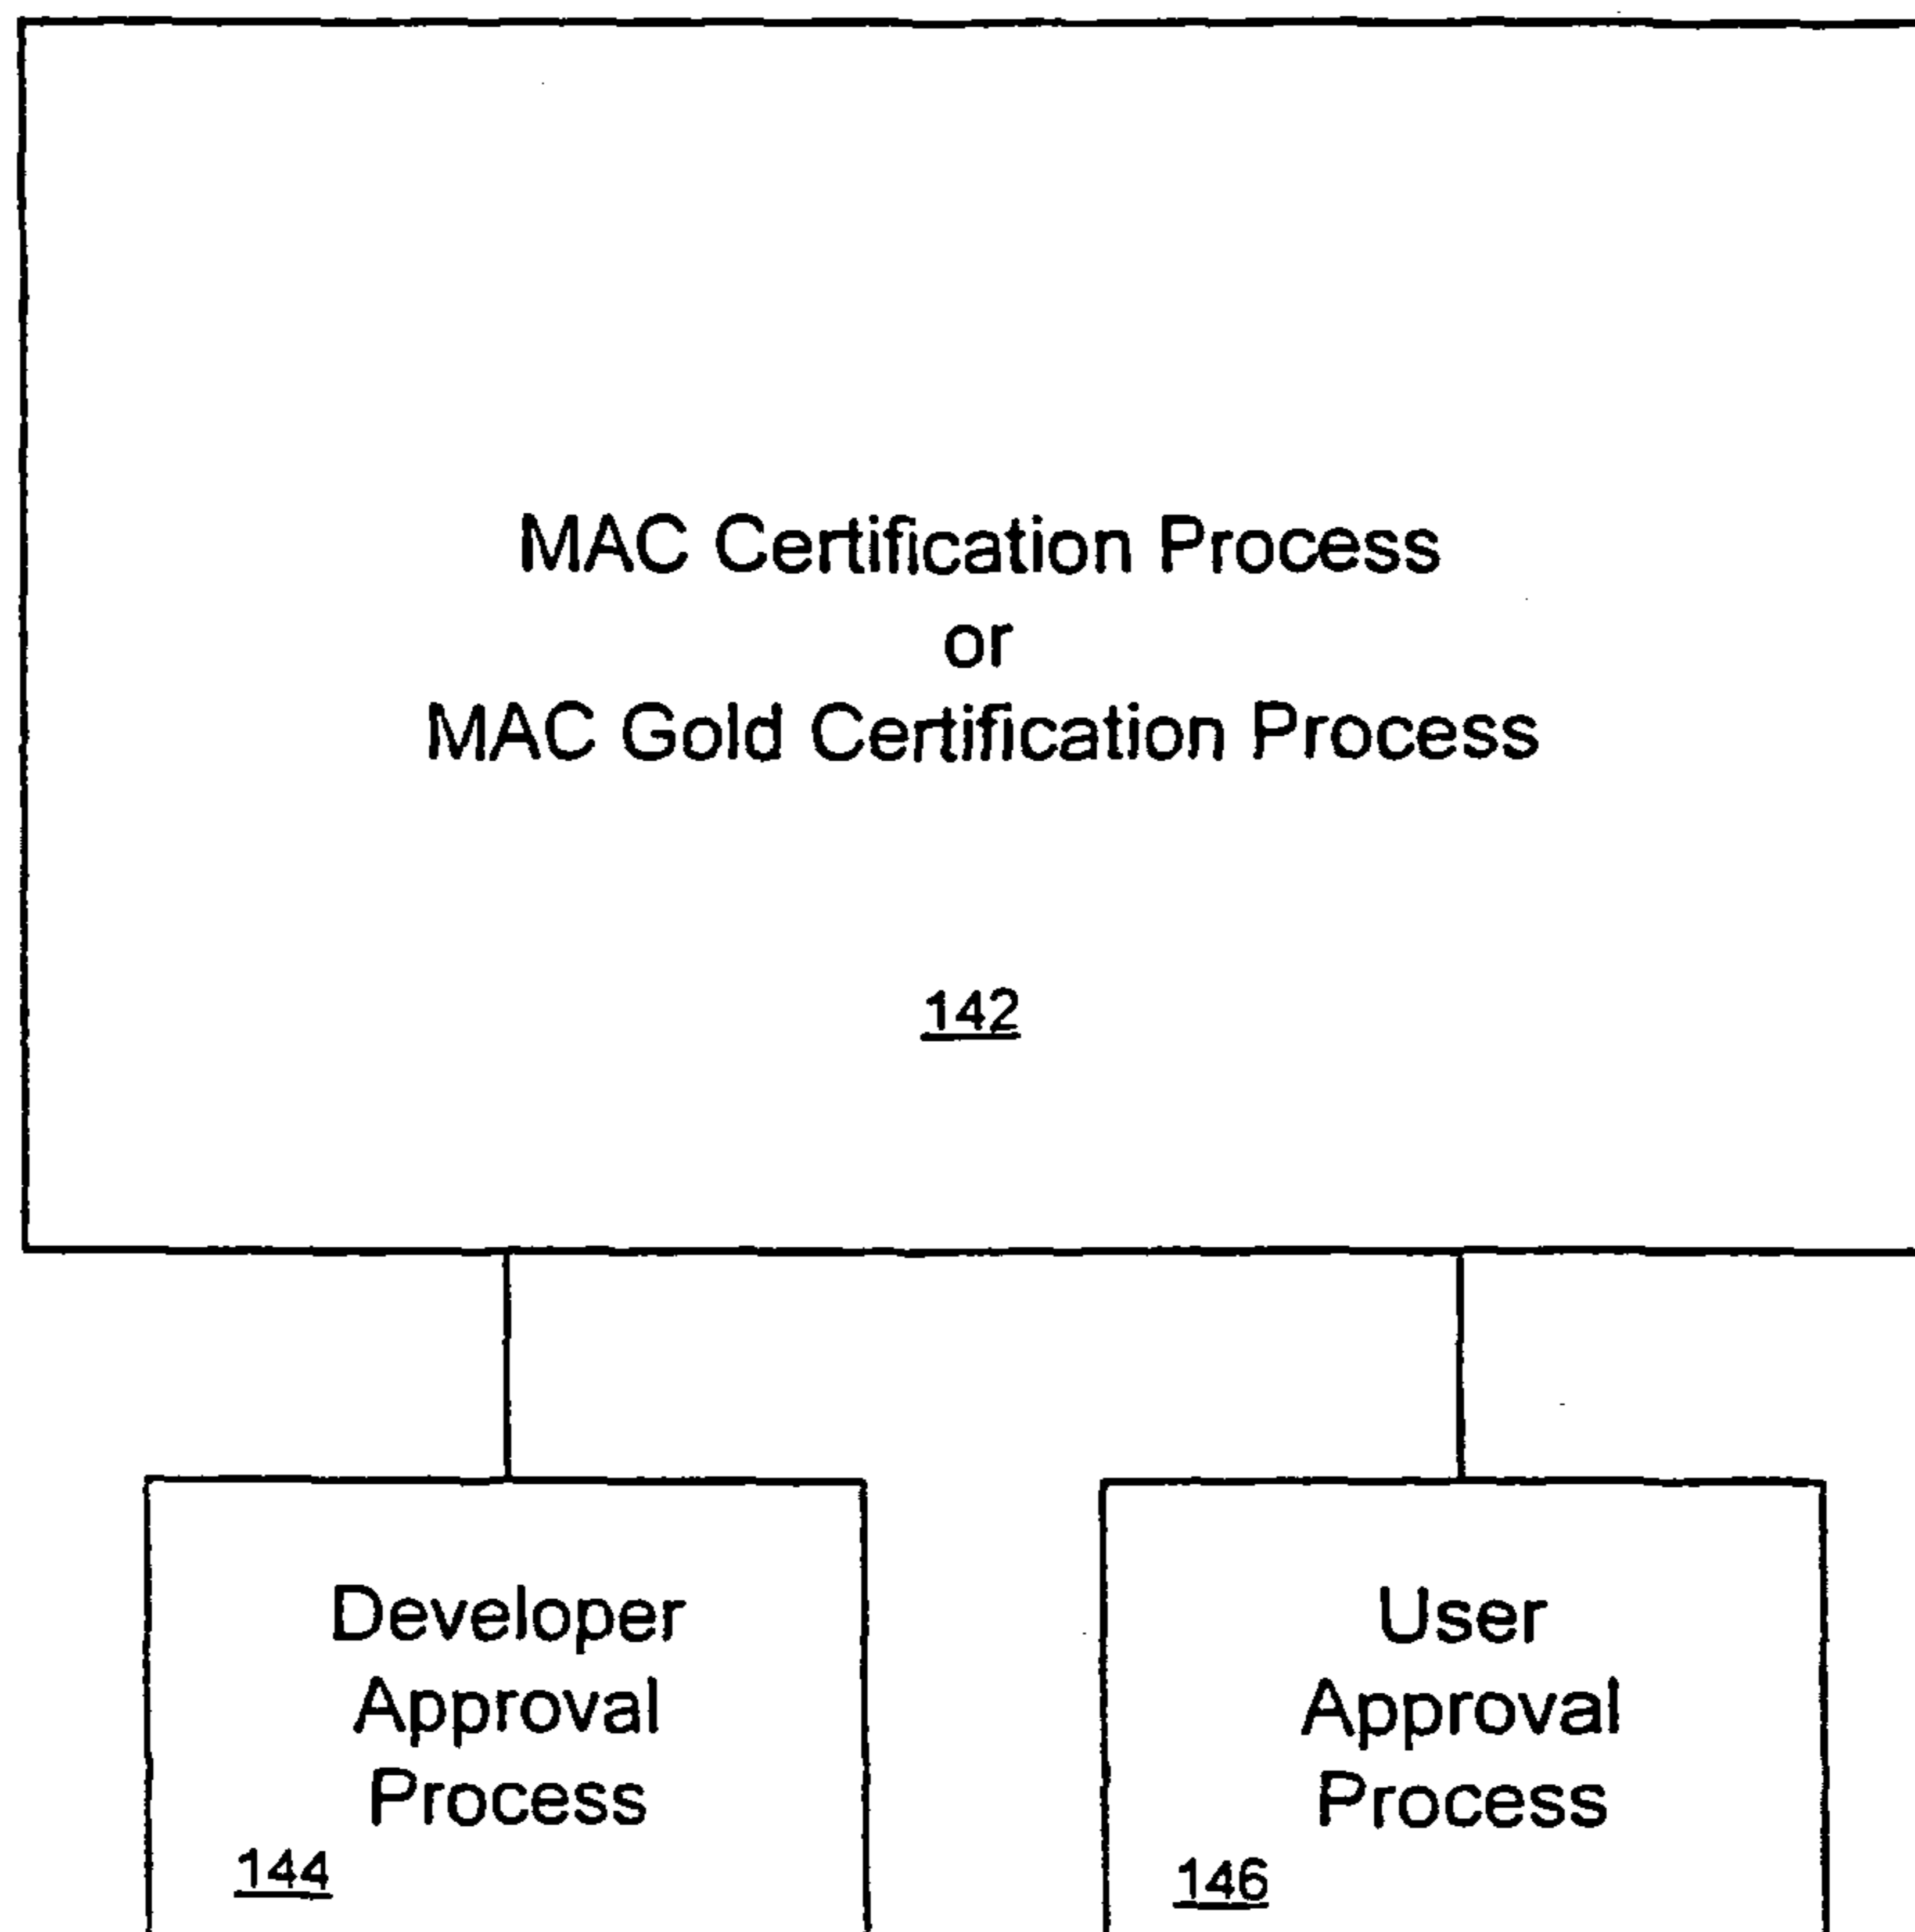 MAC Certification Process
or
MAC Gold Certification Process
142
Developer
Approval
Process
144
User
Approval
Process
146